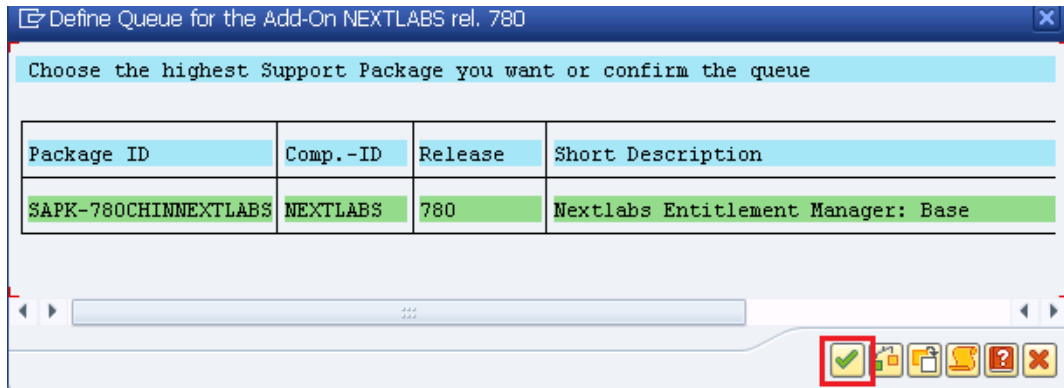 Define Queue for the Add-On NEXTLABS rel. 780
Choose the highest Support Package you want or confirm the queue
Package ID Comp.-ID Release Short Description
SAPK-780CHINNEXTLABS NEXTLABS 780 Nextlabs Entitlement Manager: Base